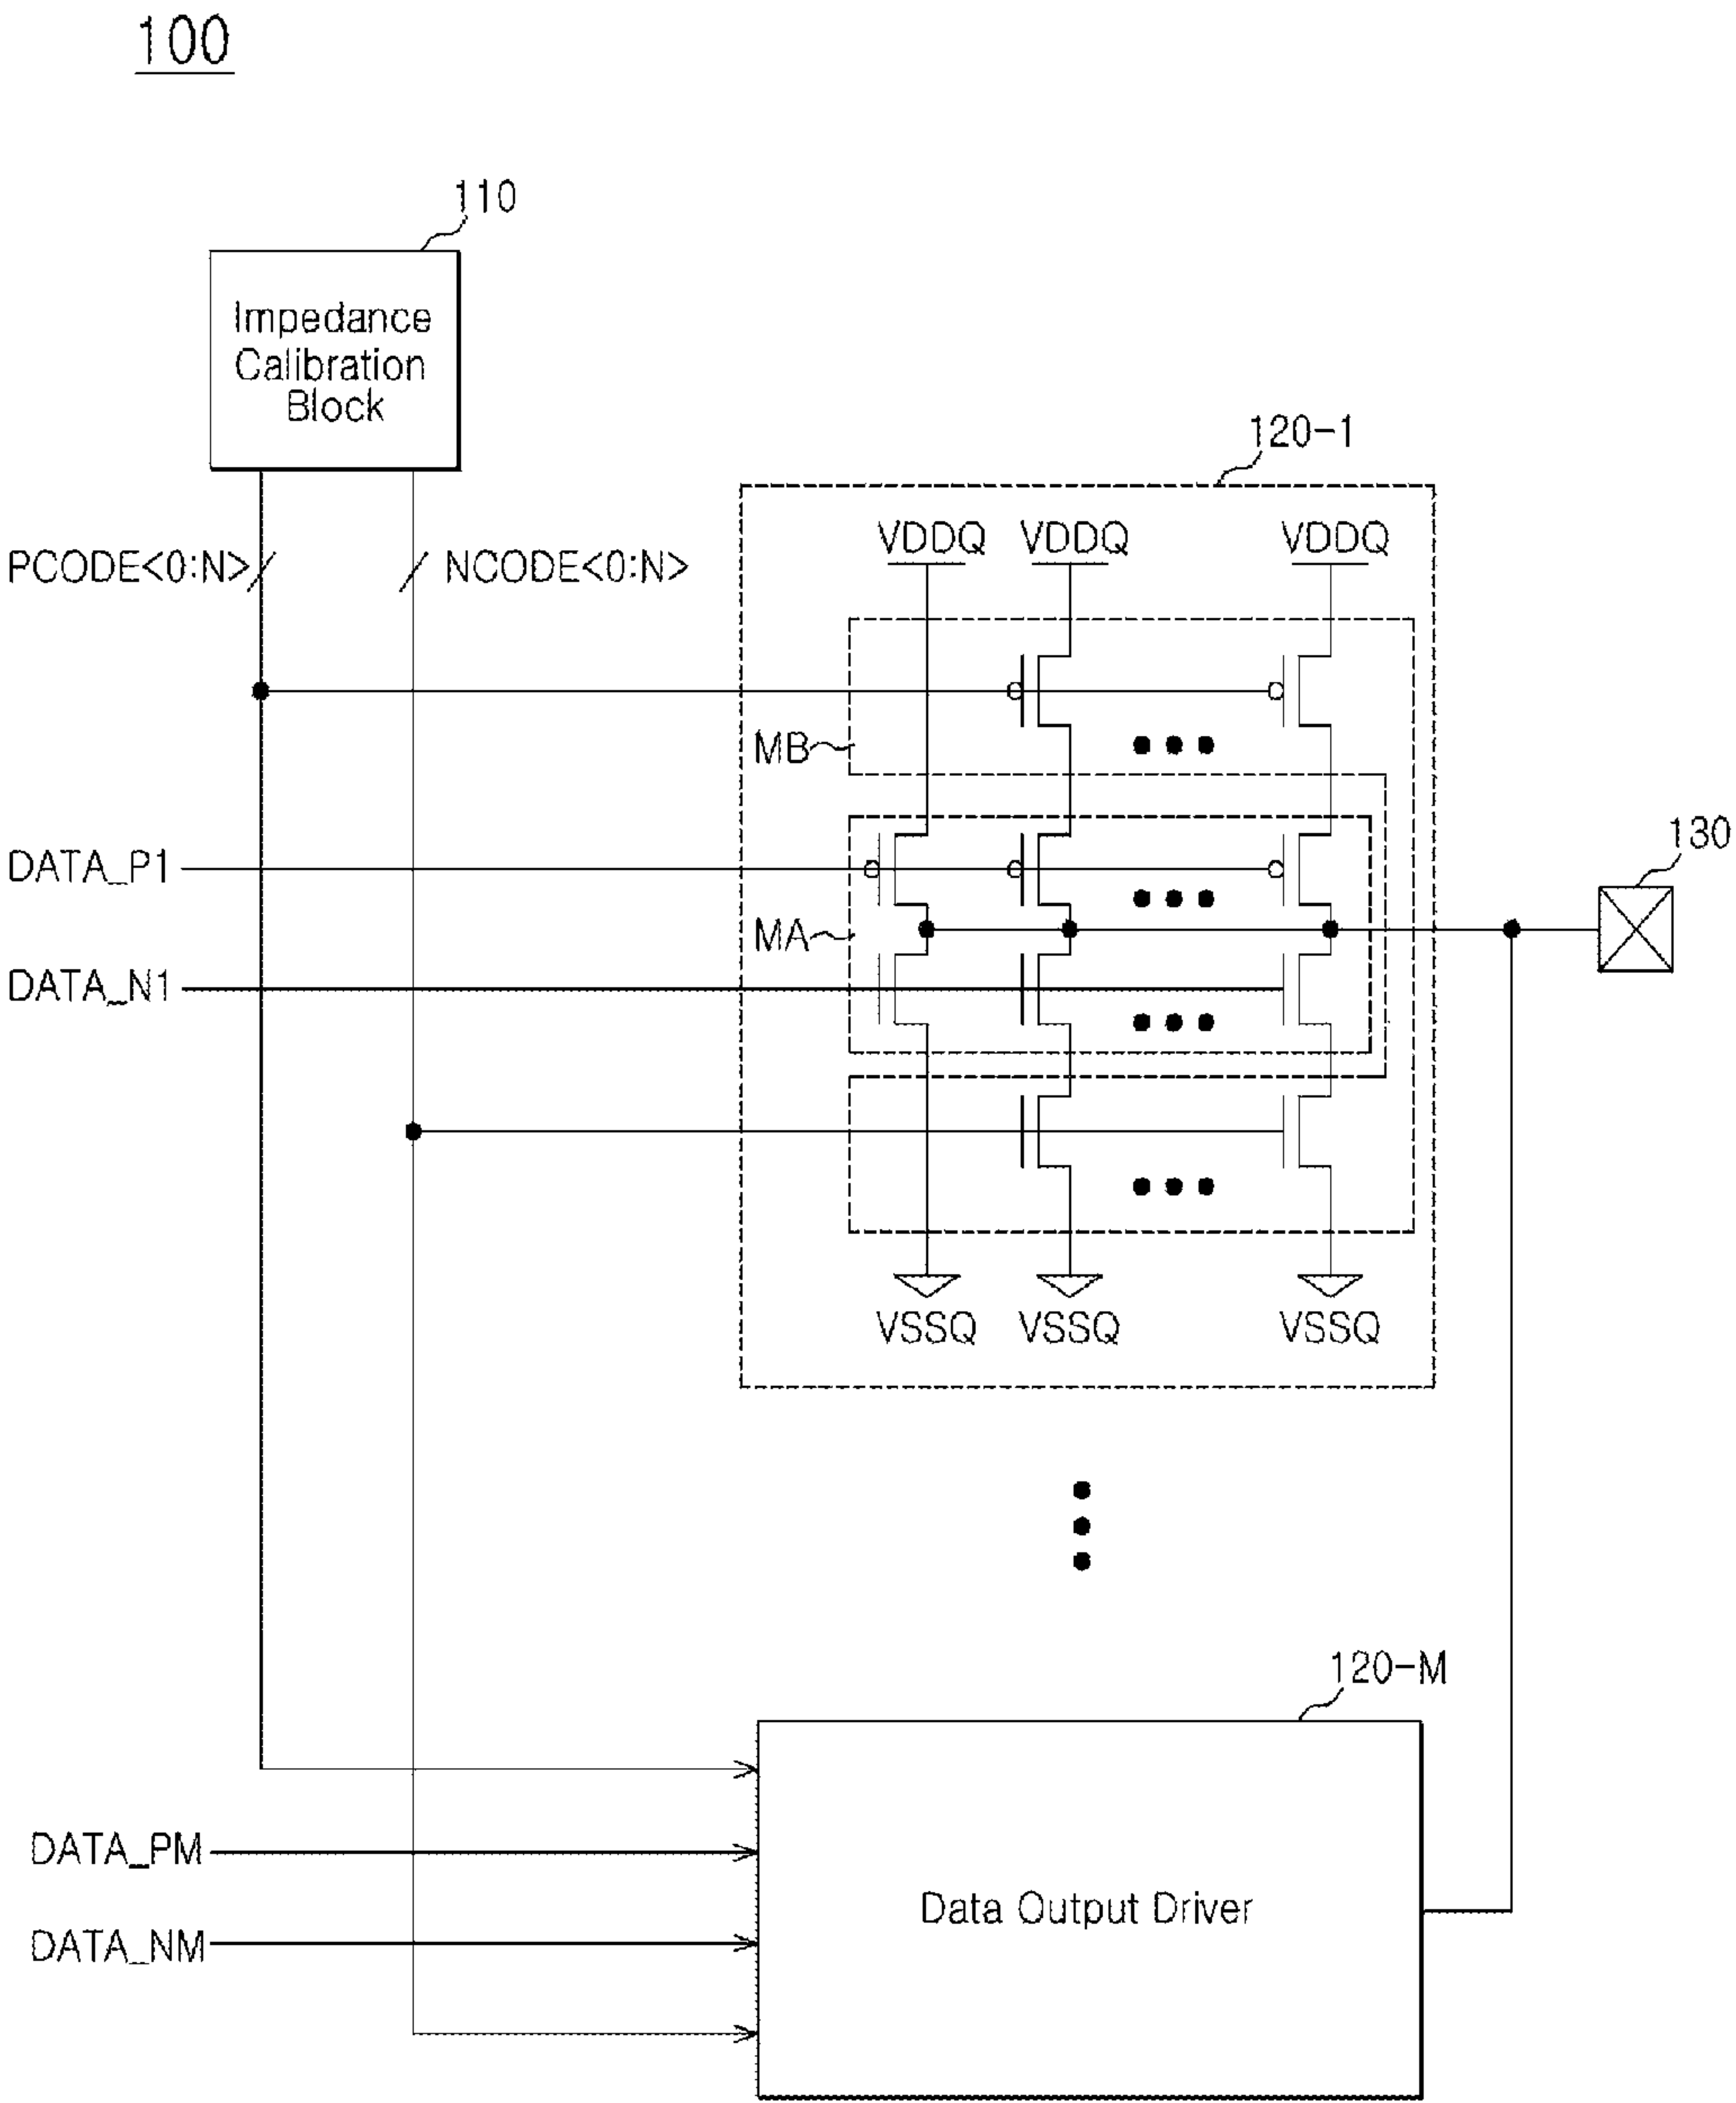 100
110
Impedance
Calibration
Block
120-1
PCODE<0:N>
NCODE<0:N>
VDDQ VDDQ VDDQ
MB
DATA_P1
130
MA
DATA_N1
VSSQ VSSQ VSSQ
120-M
DATA_PM
Data Output Driver
DATA_NM